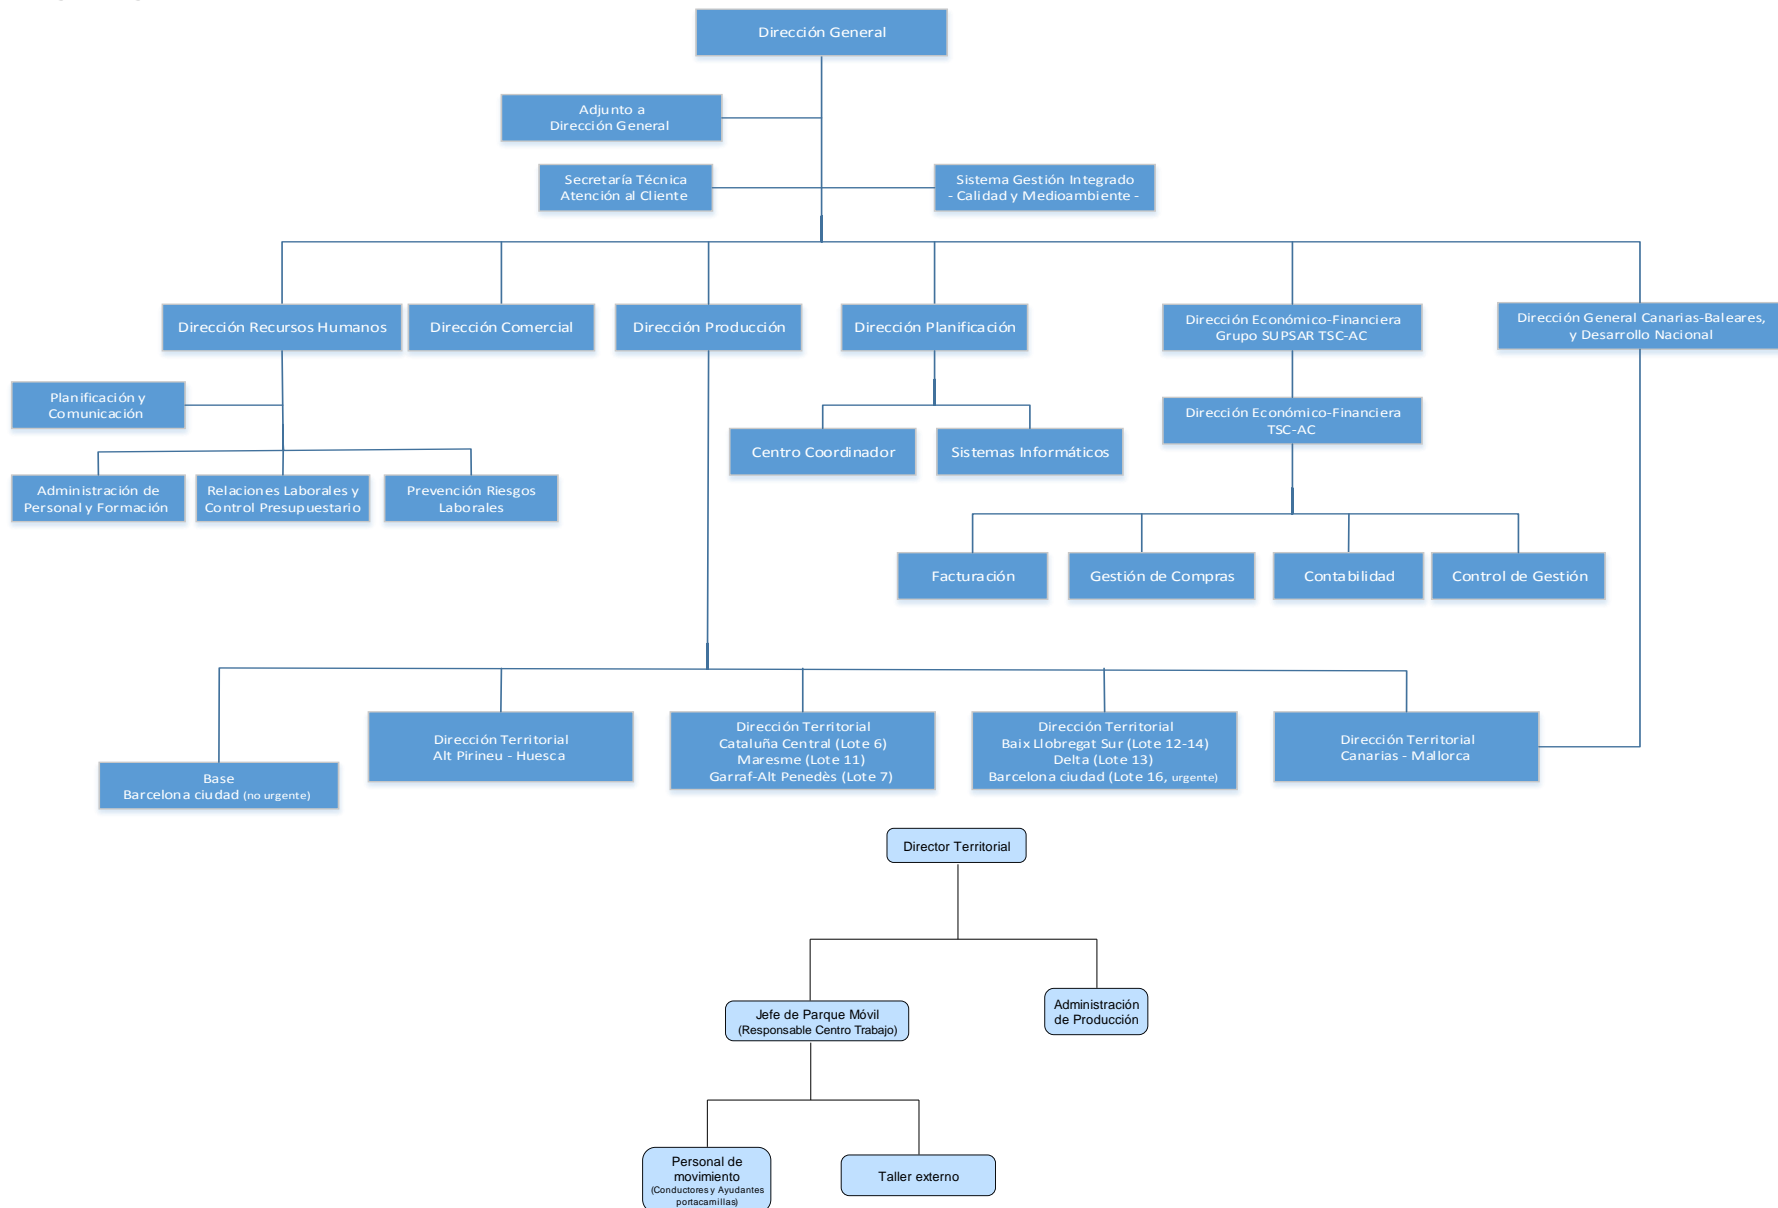 Dirección General
Adjunto a
Dirección General
Secretaría Técnica
Atención al Cliente
Sistema Gestión Integrado
- Calidad y Medioambiente -
Dirección Recursos Humanos
Dirección Comercial
Dirección Producción
Dirección Planificación
Dirección Económico-Financiera
Grupo SUPSAR TSC-AC
Dirección General Canarias-Baleares,
y Desarrollo Nacional
Planificación y
Comunicación
Dirección Económico-Financiera
TSC-AC
Centro Coordinador
Sistemas Informáticos
Administración de
Personal y Formación
Relaciones Laborales y
Control Presupuestario
Prevención Riesgos
Laborales
Facturación
Gestión de Compras
Contabilidad
Control de Gestión
Base
Barcelona ciudad (no urgente)
Dirección Territorial
Alt Pirineu - Huesca
Dirección Territorial
Cataluña Central (Lote 6)
Maresme (Lote 11)
Garraf-Alt Penedès (Lote 7)
Dirección Territorial
Baix Llobregat Sur (Lote 12-14)
Delta (Lote 13)
Barcelona ciudad (Lote 16, urgente)
Dirección Territorial
Canarias - Mallorca
Director Territorial
Jefe de Parque Móvil
(Responsable Centro Trabajo)
Administración
de Producción
Personal de
movimiento
(Conductores y Ayudantes
portacamillas)
Taller externo